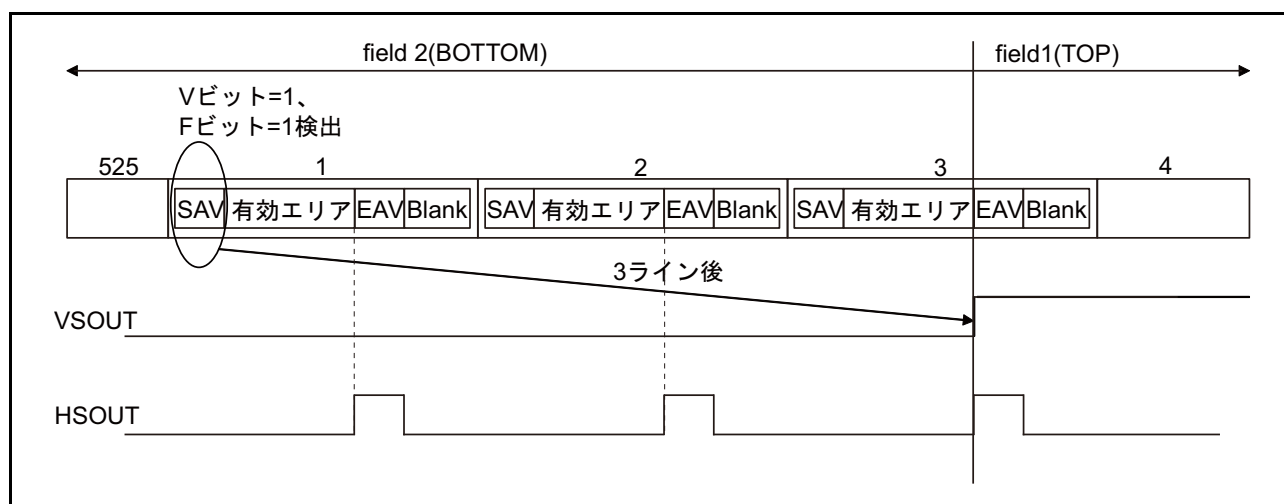 field 2(BOTTOM) field1(TOP)
Vビット=1、
Fビット=1検出
525 1 2 3 4
SAV 有効エリア EAV Blank SAV 有効エリア EAV Blank SAV 有効エリア EAV Blank
3ライン後
VSOUT
HSOUT